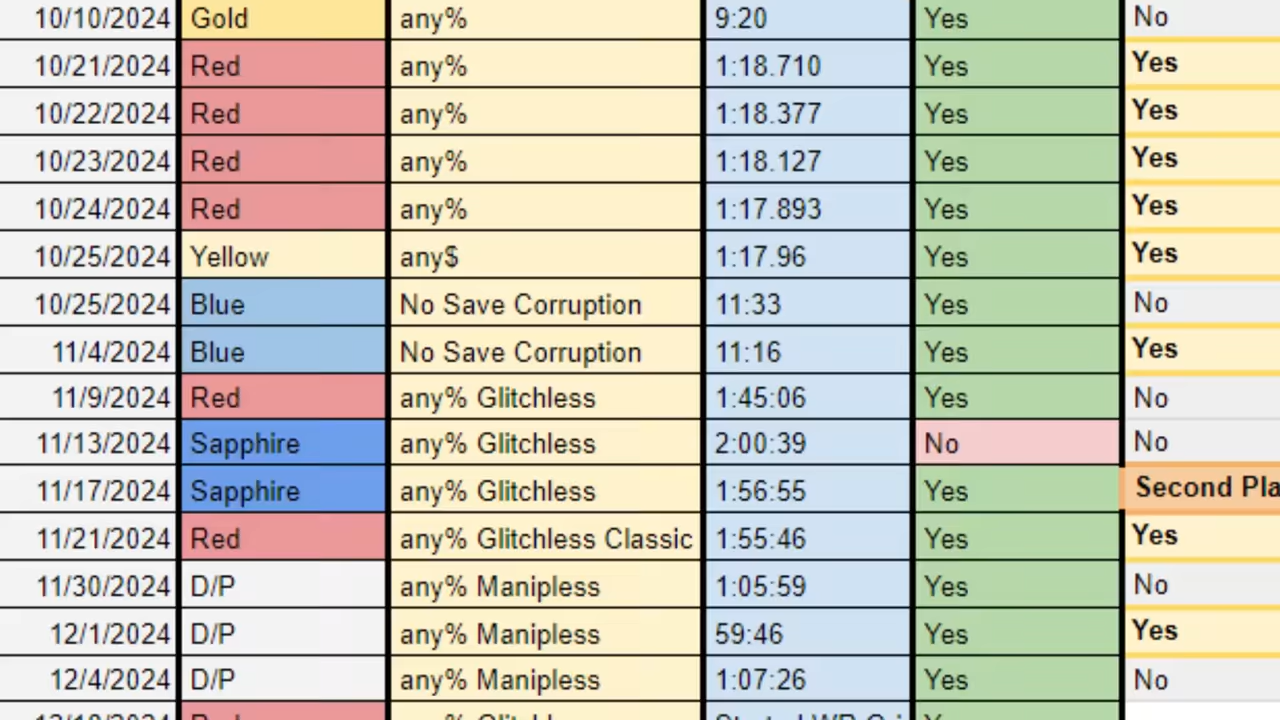 10/10/2024 Gold any% 9:20 Yes No
10/21/2024 Red any% 1:18.710 Yes Yes
10/22/2024 Red any% 1:18.377 Yes Yes
10/23/2024 Red any% 1:18.127 Yes Yes
10/24/2024 Red any% 1:17.893 Yes Yes
10/25/2024 Yellow any$ 1:17.96 Yes Yes
10/25/2024 Blue No Save Corruption 11:33 Yes No
11/4/2024 Blue No Save Corruption 11:16 Yes Yes
11/9/2024 Red any% Glitchless 1:45:06 Yes No
11/13/2024 Sapphire any% Glitchless 2:00:39 No No
11/17/2024 Sapphire any% Glitchless 1:56:55 Yes Second Pla
11/21/2024 Red any% Glitchless Classic 1:55:46 Yes Yes
11/30/2024 D/P any% Manipless 1:05:59 Yes No
12/1/2024 D/P any% Manipless 59:46 Yes Yes
12/4/2024 D/P any% Manipless 1:07:26 Yes No